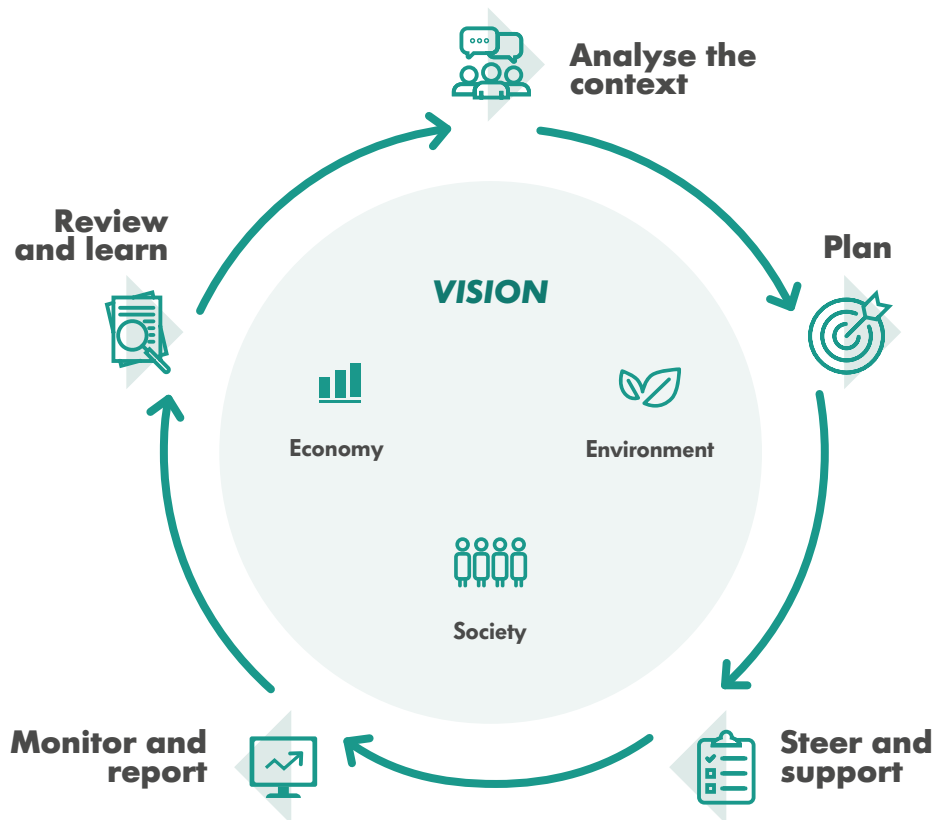 Analyse the
context
Review
and learn
Plan
VISION
Economy
Environment
Society
Monitor and
report
Steer and
support